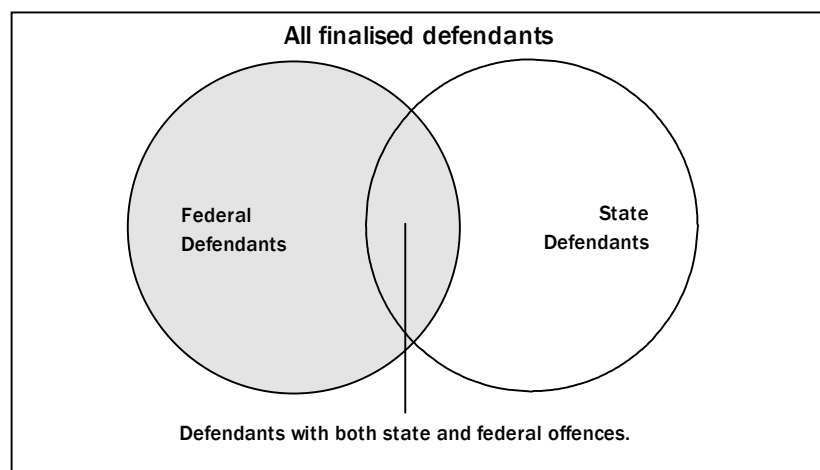 All finalised defendants
Federal
Defendants
State
Defendants
Defendants with both state and federal offences.